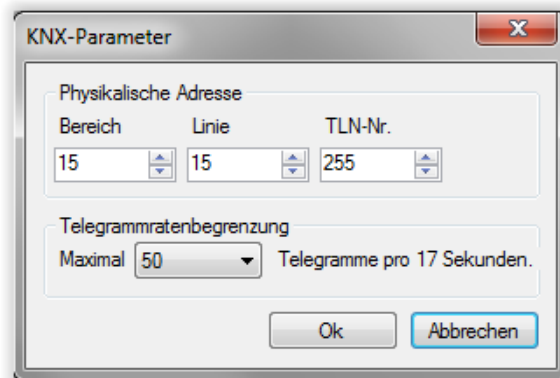 KNX-Parameter
Physikalische Adresse
Bereich Linie TLN-Nr.
15 15 255
Telegrammratenbegrenzung
Maximal 50 Telegramme pro 17 Sekunden.
Ok Abbrechen